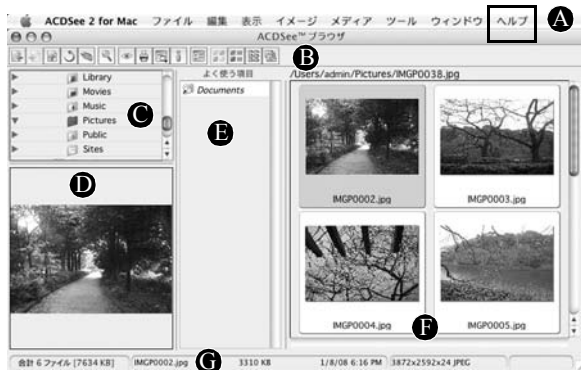 ACDSee 2 for Mac ファイル 編集 表示 イメージ メディア ツール ウィンドウ ヘルプ A
ACDSee™ ブラウザ
B
Library
Movies
Music
Pictures
Public
Sites
C
D
よく使う項目
Documents
E
/Users/admin/Pictures/IMGP0038.jpg
IMGP0002.jpg
IMGP0003.jpg
IMGP0004.jpg
IMGP0005.jpg
F
合計 6 ファイル [7634 KB] IMGP0002.jpg G 3310 KB 1/8/08 6:16 PM 3872x2592x24 JPEG